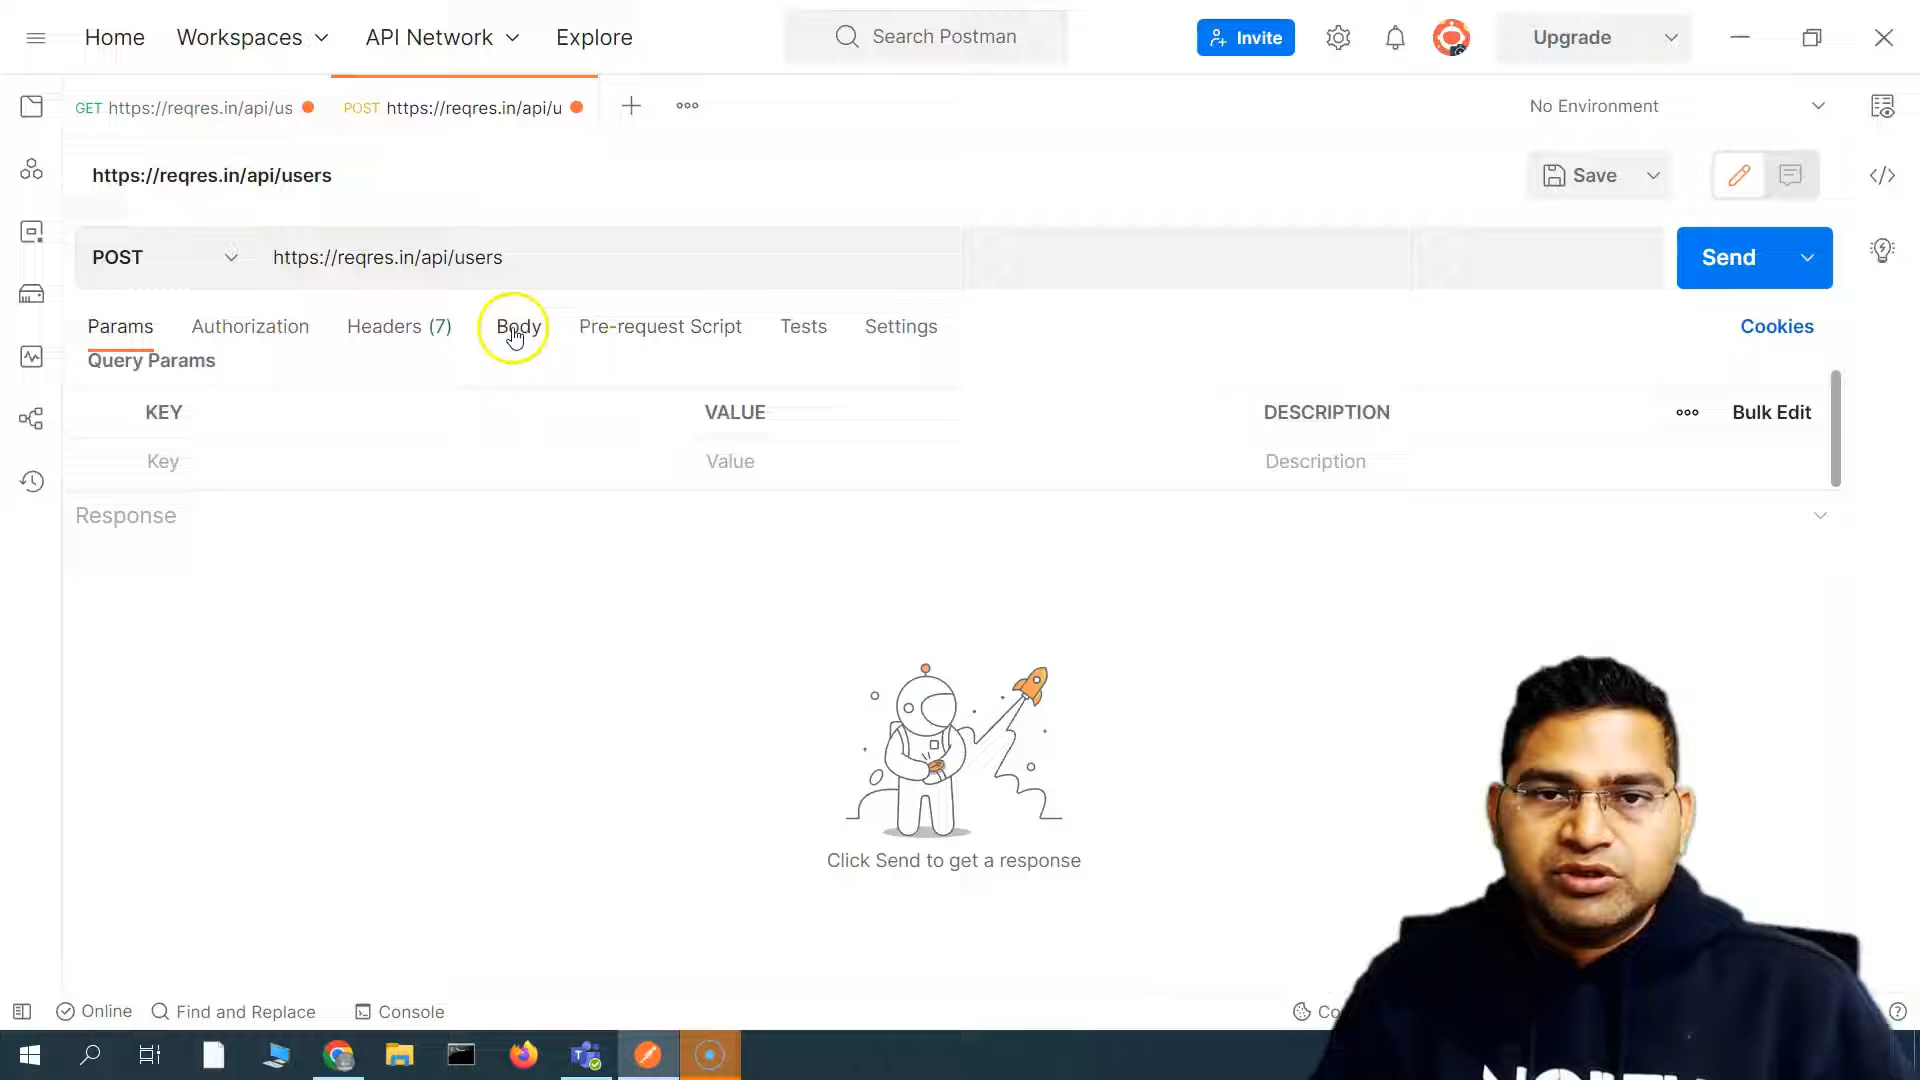 Home Workspaces API Network Explore Search Postman Invite Upgrade
GET https://reqres.in/api/us POST https://reqres.in/api/u No Environment
https://reqres.in/api/users Save
POST https://reqres.in/api/users Send
Params Authorization Headers (7) Body Pre-request Script Tests Settings Cookies
Query Params
KEY VALUE DESCRIPTION Bulk Edit
Key Value Description
Response
Click Send to get a response
Online Find and Replace Console